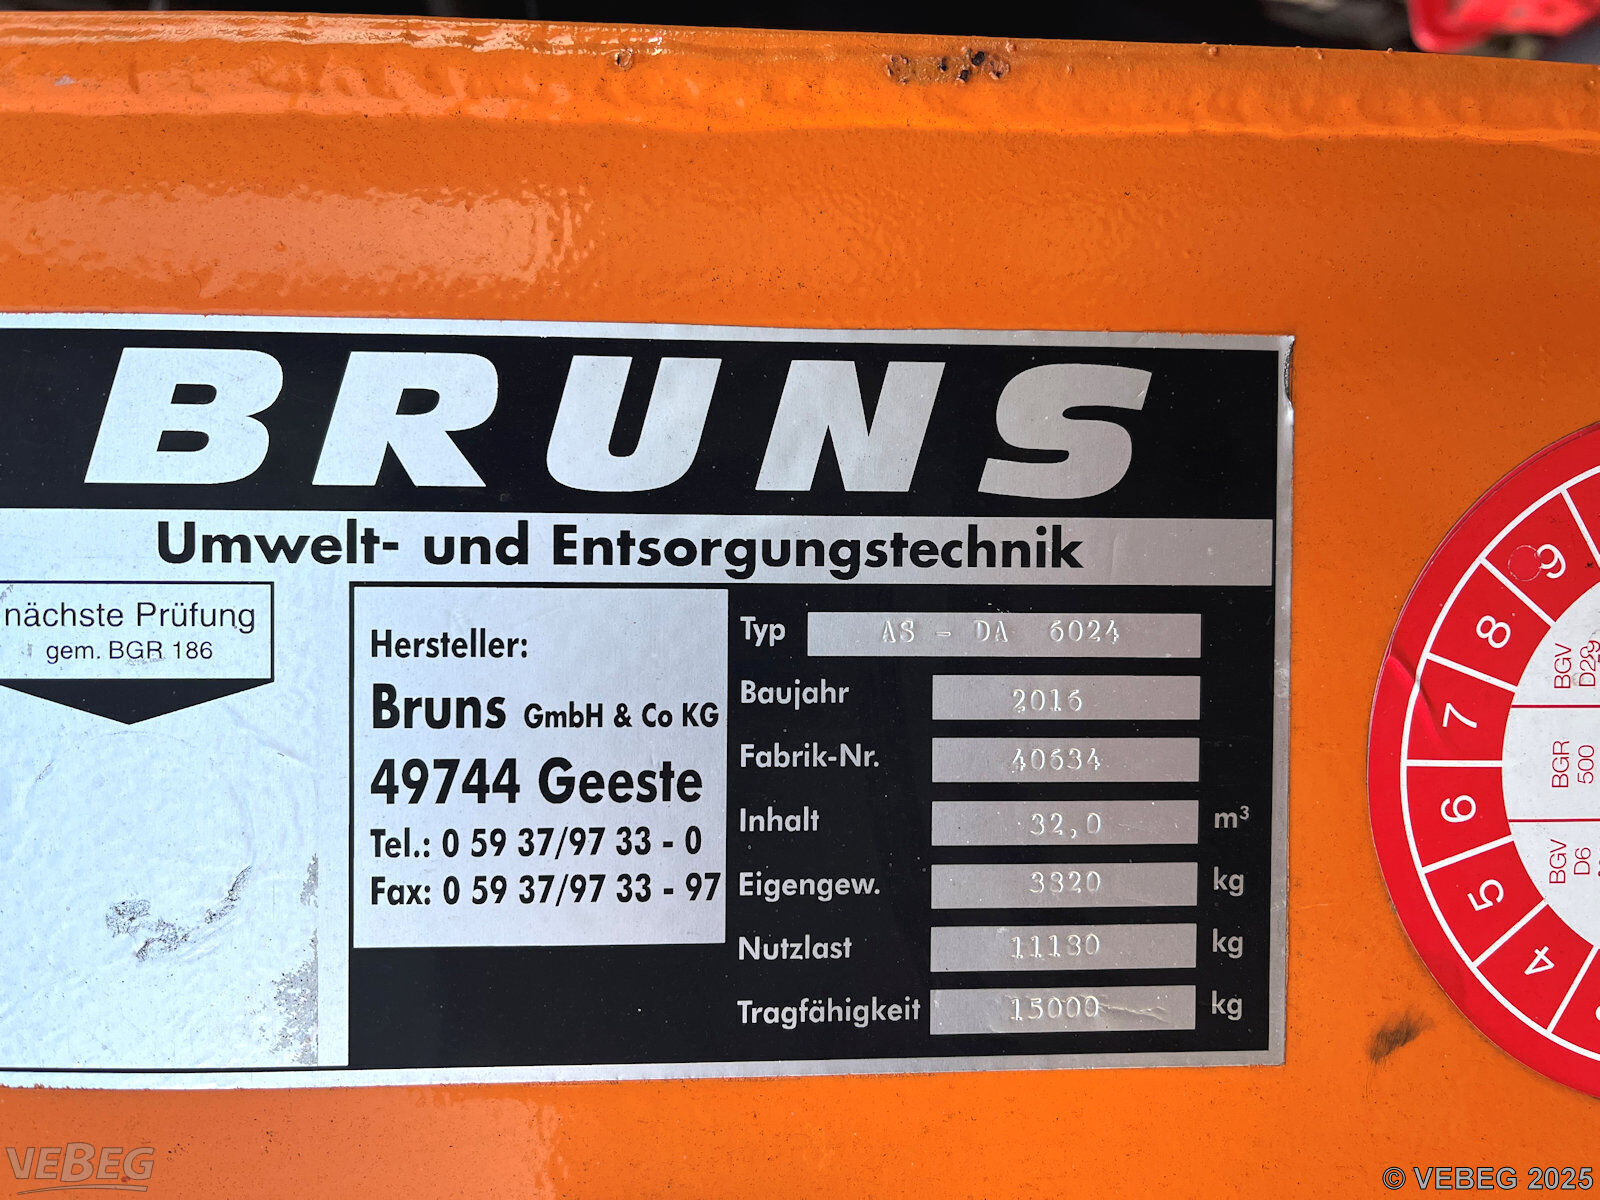 BRUNS
Umwelt- und Entsorgungstechnik
nächste Prüfung
gem. BGR 186
Hersteller:
Bruns GmbH & Co KG
49744 Geeste
Tel.: 0 59 37/97 33 - 0
Fax: 0 59 37/97 33 - 97
Typ AS - DA 6024
Baujahr 2016
Fabrik-Nr. 40634
Inhalt 32,0 m³
Eigengew. 3820 kg
Nutzlast 11180 kg
Tragfähigkeit 15000 kg
9
8
7
6
5
4
BGV
D29
BGR
500
BGV
D6
VEBEG
© VEBEG 2025